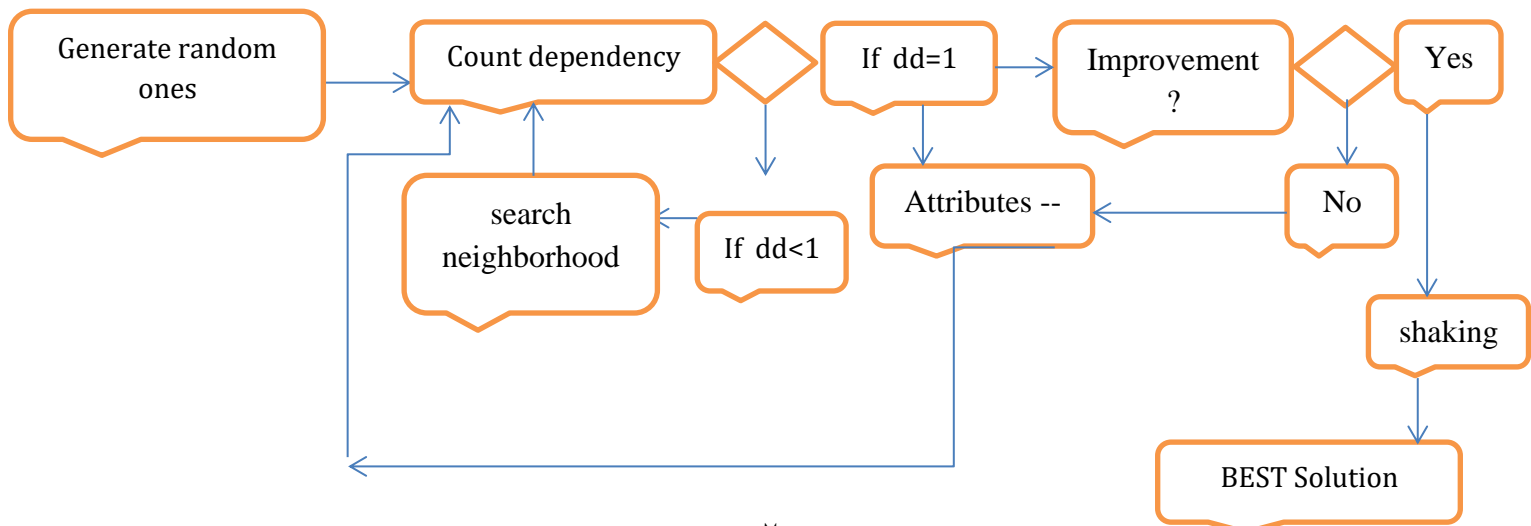 Generate random
ones
Count dependency
If dd=1
Improvement
?
Yes
search
neighborhood
If dd<1
Attributes --
No
shaking
BEST Solution